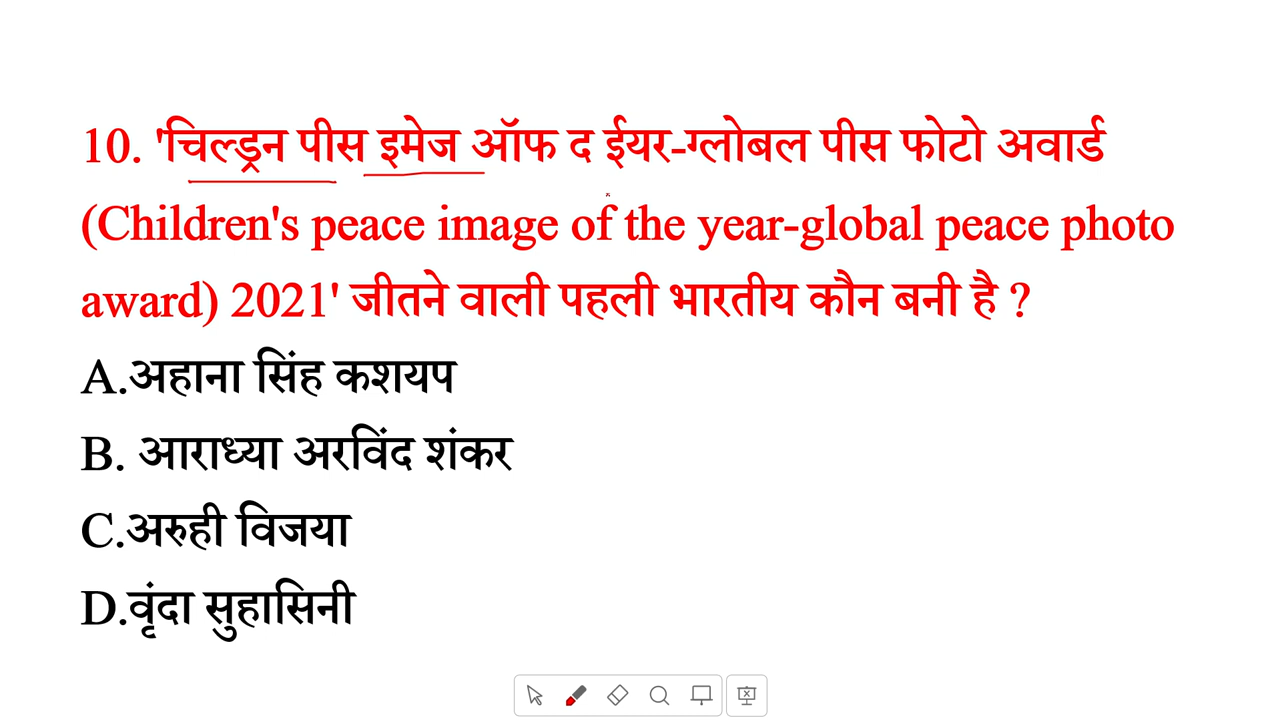 10. 'चिल्ड्रन पीस इमेज ऑफ द ईयर-ग्लोबल पीस फोटो अवार्ड
(Children's peace image of the year-global peace photo
award) 2021' जीतने वाली पहली भारतीय कौन बनी है ?
A.अहाना सिंह कशयप
B. आराध्या अरविंद शंकर
C.अरुही विजया
D.वृंदा सुहासिनी